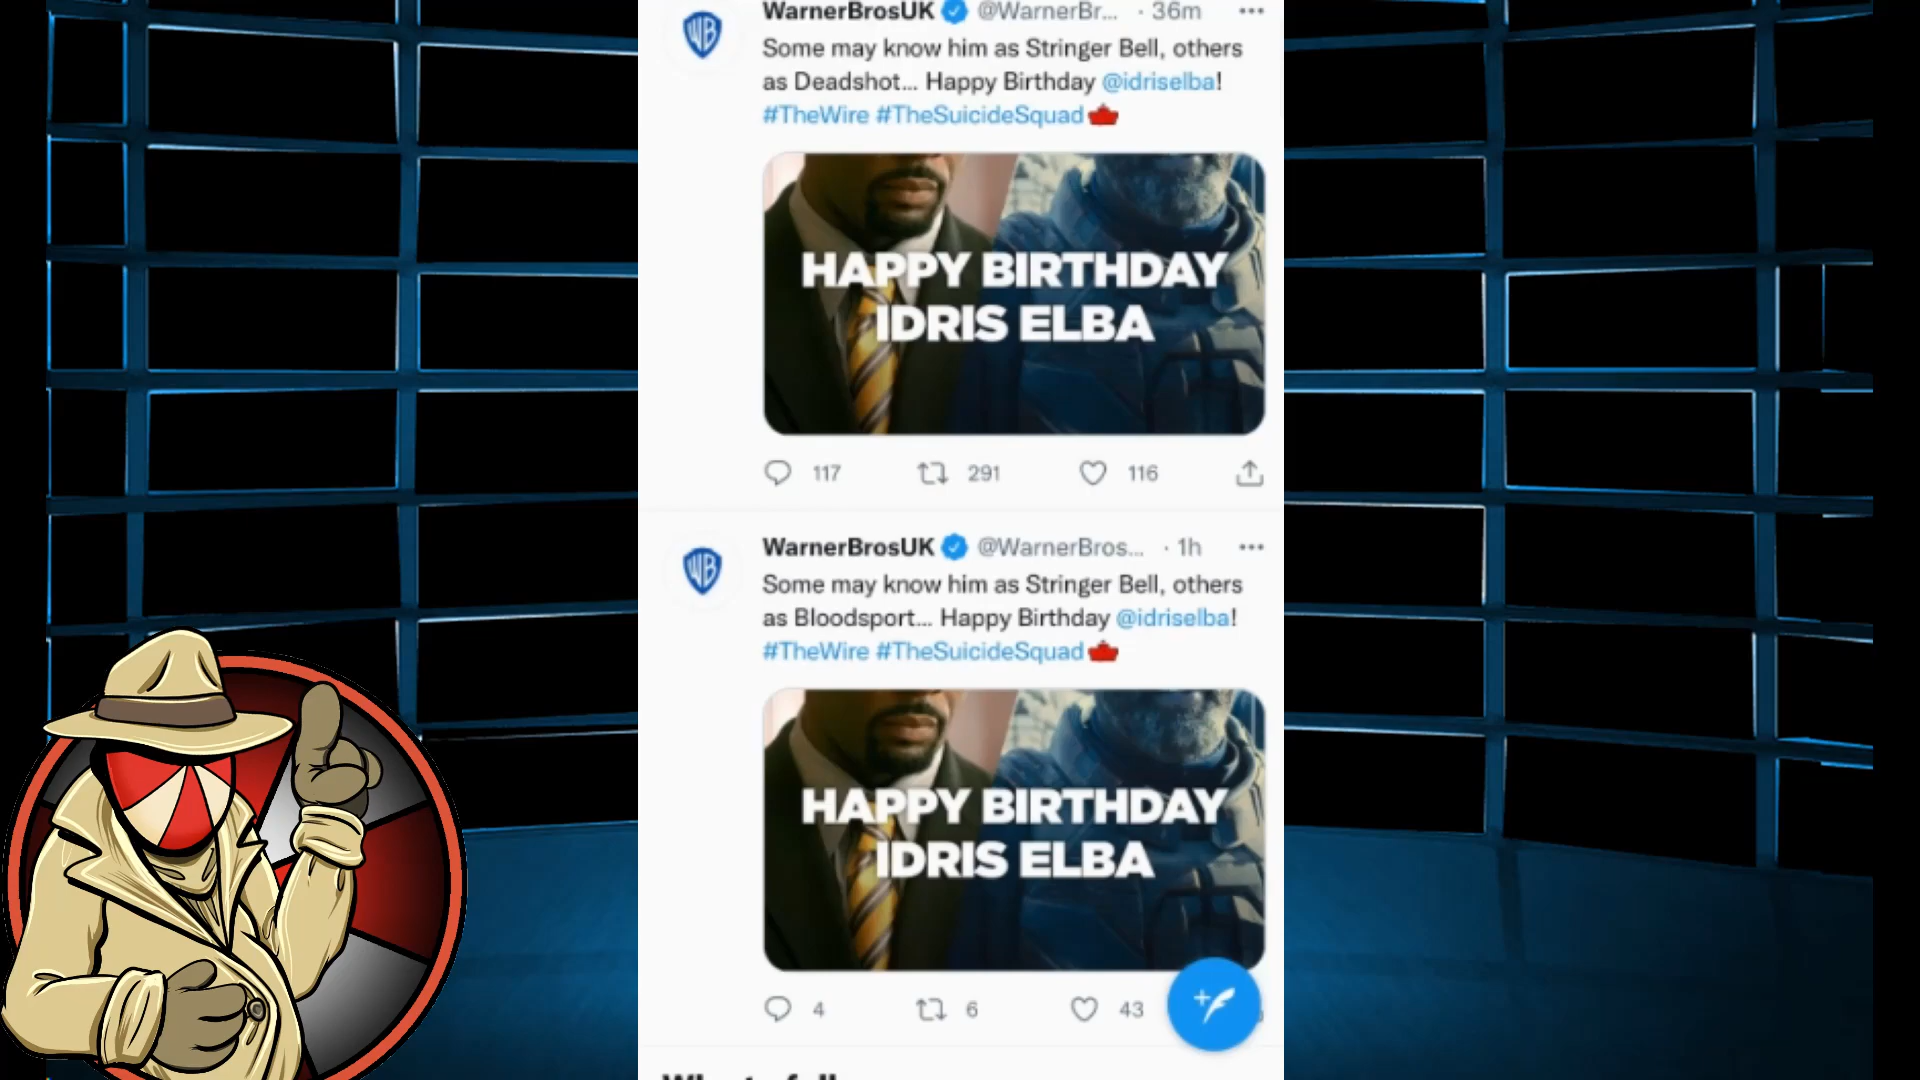 WarnerBrosUK @WarnerBr... · 36m
Some may know him as Stringer Bell, others
as Deadshot... Happy Birthday @idriselba!
#TheWire #TheSuicideSquad
HAPPY BIRTHDAY
IDRIS ELBA
117 291 116
WarnerBrosUK @WarnerBros... · 1h
Some may know him as Stringer Bell, others
as Bloodsport... Happy Birthday @idriselba!
#TheWire #TheSuicideSquad
HAPPY BIRTHDAY
IDRIS ELBA
4 6 43